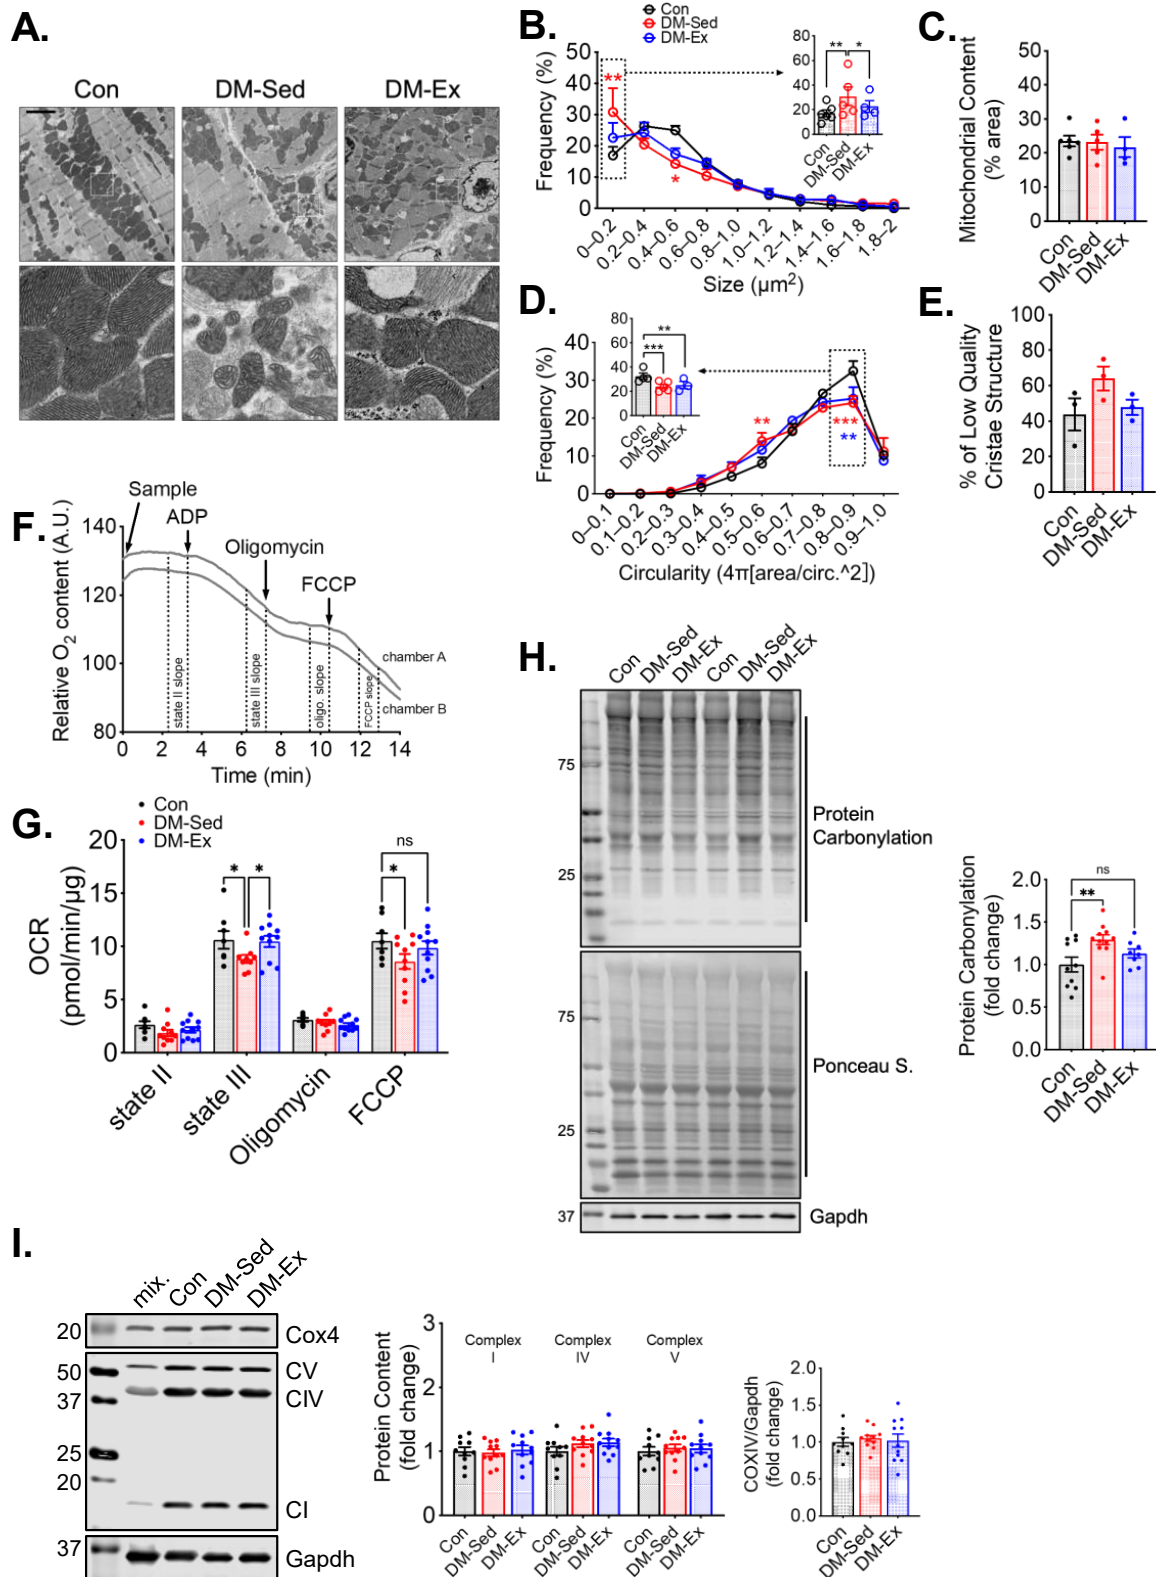 A.
Con
DM-Sed
DM-Ex
B.
Con
DM-Sed
DM-Ex
Frequency (%)
50
40
30
20
10
0
**
*
80
60
40
20
0
**
*
Con
DM-Sed
DM-Ex
0–0.2
0.2–0.4
0.4–0.6
0.6–0.8
0.8–1.0
1.0–1.2
1.2–1.4
1.4–1.6
1.6–1.8
1.8–2
Size (µm²)
C.
Mitochondrial Content
(% area)
50
40
30
20
10
0
Con
DM-Sed
DM-Ex
D.
Frequency (%)
40
30
20
10
0
80
60
40
20
0
**
***
Con
DM-Sed
DM-Ex
**
***
**
0–0.1
0.1–0.2
0.2–0.3
0.3–0.4
0.4–0.5
0.5–0.6
0.6–0.7
0.7–0.8
0.8–0.9
0.9–1.0
Circularity (4π[area/circ.^2])
E.
% of Low Quality
Cristae Structure
100
80
60
40
20
0
Con
DM-Sed
DM-Ex
F.
Relative O₂ content (A.U.)
140
120
100
80
Sample
ADP
Oligomycin
FCCP
state II slope
state III slope
oligo. slope
FCCP slope
chamber A
chamber B
0 2 4 6 8 10 12 14
Time (min)
G.
Con
DM-Sed
DM-Ex
OCR
(pmol/min/µg)
20
15
10
5
0
*
*
*
ns
state II
state III
Oligomycin
FCCP
H.
Con
DM-Sed
DM-Ex
Con
DM-Sed
DM-Ex
75
25
Protein
Carbonylation
75
25
Ponceau S.
37
Gapdh
Protein Carbonylation
(fold change)
2.0
1.5
1.0
0.5
0.0
ns
**
Con
DM-Sed
DM-Ex
I.
mix.
Con
DM-Sed
DM-Ex
20
Cox4
50
37
25
20
CV
CIV
CI
37
Gapdh
Protein Content
(fold change)
3
2
1
0
Complex
I
Complex
IV
Complex
V
Con
DM-Sed
DM-Ex
Con
DM-Sed
DM-Ex
Con
DM-Sed
DM-Ex
COXIV/Gapdh
(fold change)
2.0
1.5
1.0
0.5
0.0
Con
DM-Sed
DM-Ex